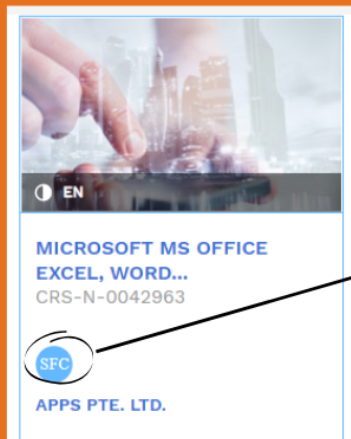 EN
MICROSOFT MS OFFICE
EXCEL, WORD...
CRS-N-0042963
SFC
APPS PTE. LTD.